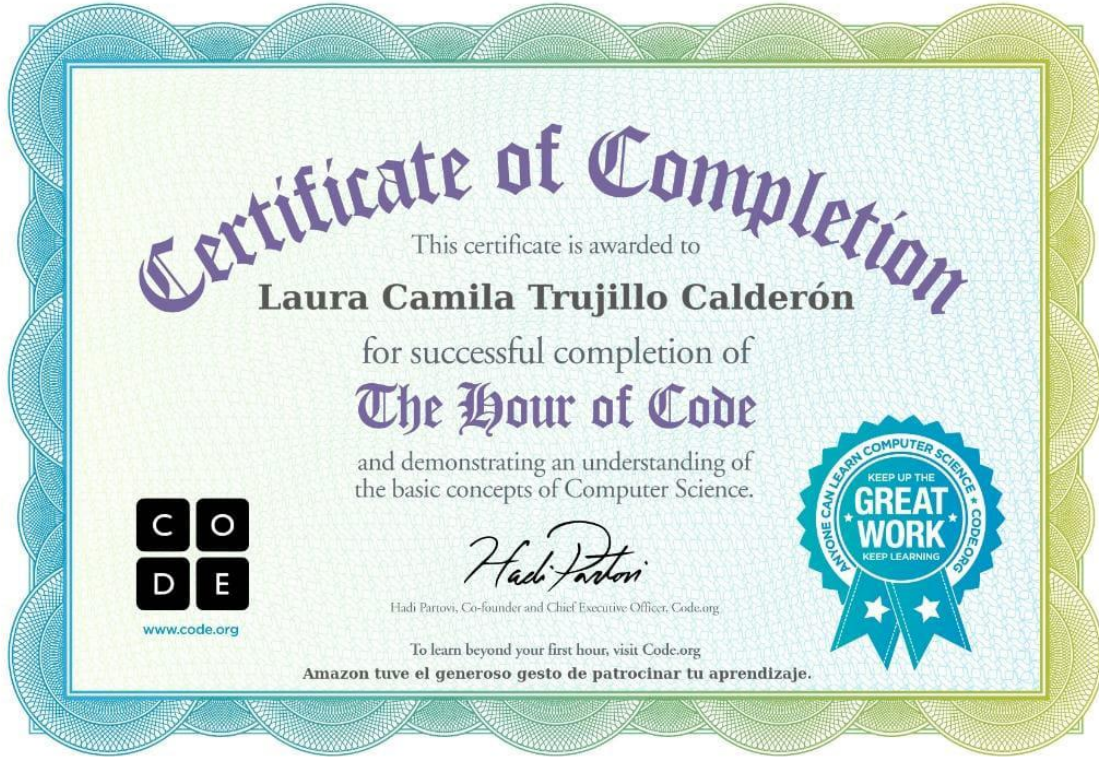 Certificate of Completion
This certificate is awarded to
Laura Camila Trujillo Calderón
for successful completion of
The Hour of Code
and demonstrating an understanding of
the basic concepts of Computer Science.
Hadi Partovi
Hadi Partovi, Co-founder and Chief Executive Officer, Code.org
To learn beyond your first hour, visit Code.org
Amazon tuve el generoso gesto de patrocinar tu aprendizaje.
C O
D E
www.code.org
ANYONE CAN LEARN COMPUTER SCIENCE ★ CODE.ORG
KEEP UP THE
GREAT
WORK
KEEP LEARNING